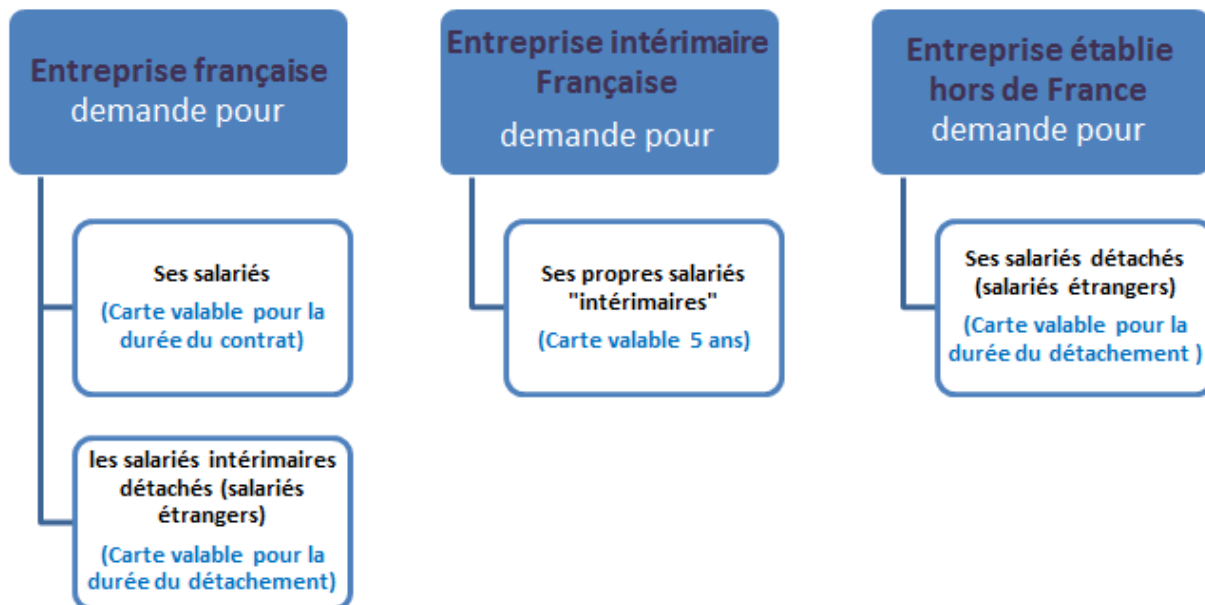 Entreprise française
demande pour
Ses salariés
(Carte valable pour la
durée du contrat)
les salariés intérimaires
détachés (salariés
étrangers)
(Carte valable pour la
durée du détachement)
Entreprise intérimaire
Française
demande pour
Ses propres salariés
"intérimaires"
(Carte valable 5 ans)
Entreprise établie
hors de France
demande pour
Ses salariés détachés
(salariés étrangers)
(Carte valable pour la
durée du détachement )